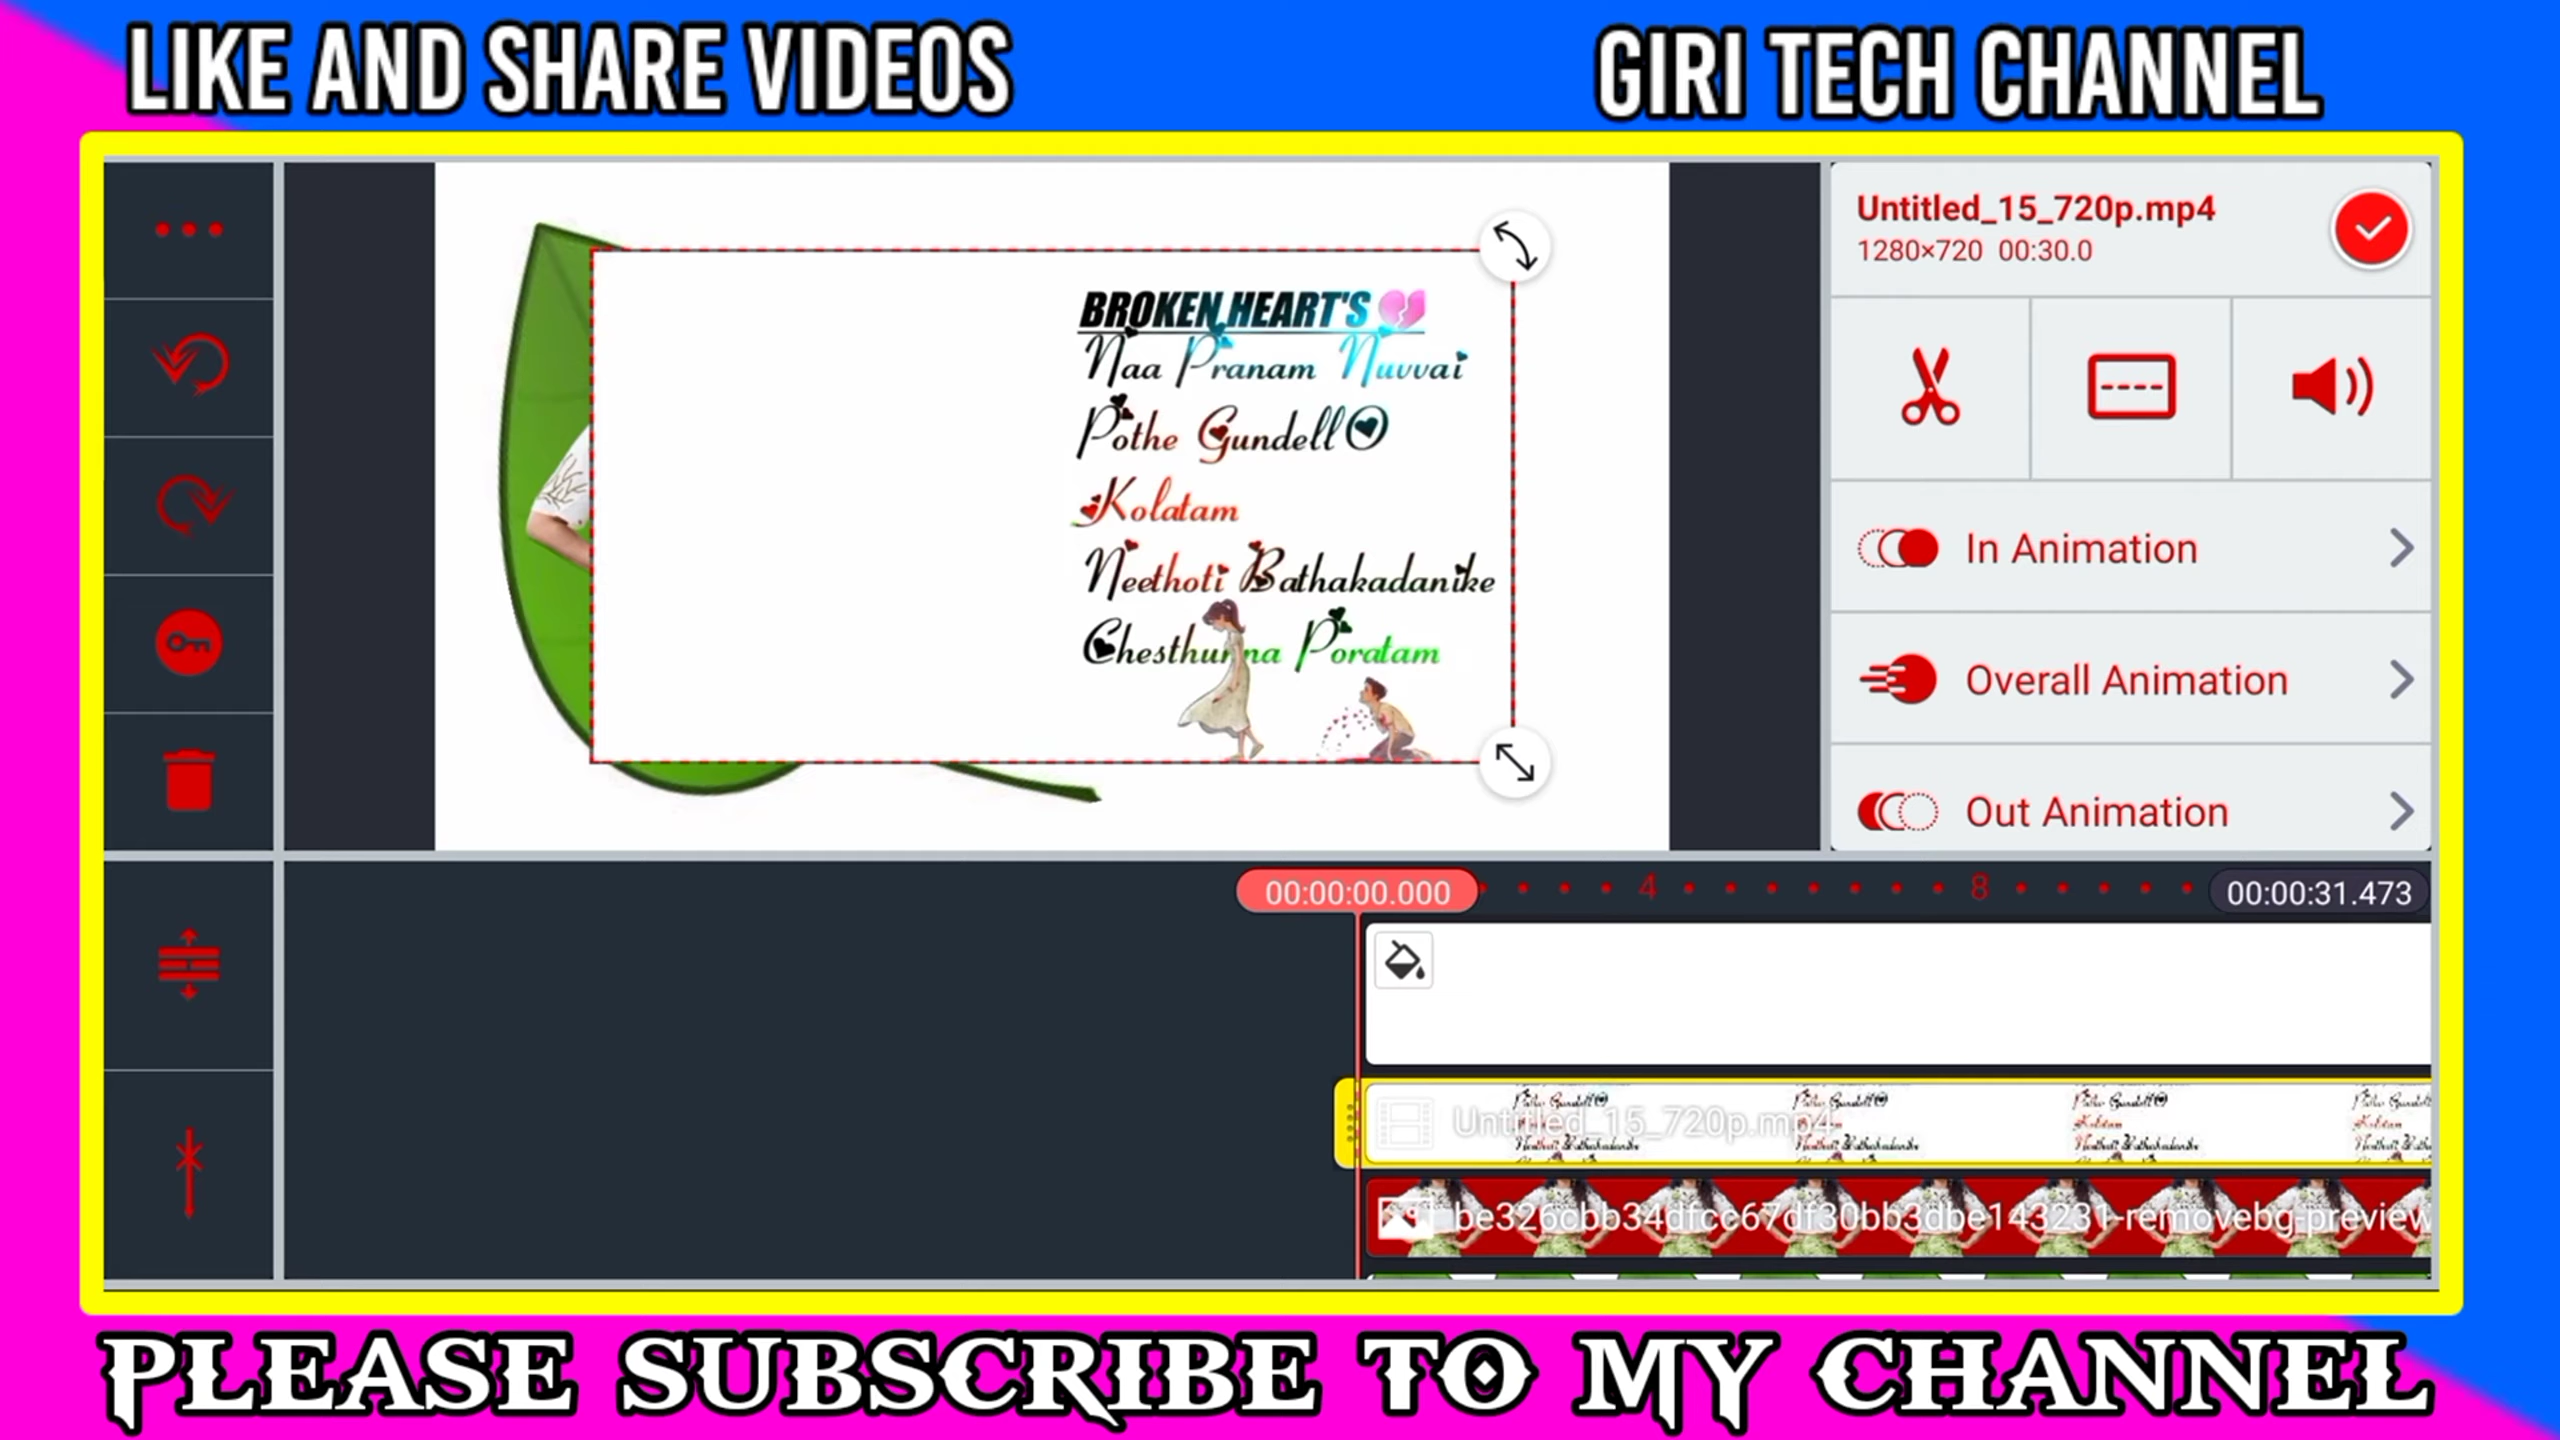 LIKE AND SHARE VIDEOS
GIRI TECH CHANNEL
Untitled_15_720p.mp4
1280×720 00:30.0
BROKEN HEART'S
Naa Pranam Nuvvai
Pothe Gundello
Kolatam
Neethoti Bathakadanike
Chesthunna Poratam
In Animation
Overall Animation
Out Animation
00:00:00.000
4
8
00:00:31.473
Untitled_15_720p.mp4
be326cbb34dfcc67df30bb3dbe143231-removebg-preview
PLEASE SUBSCRIBE TO MY CHANNEL